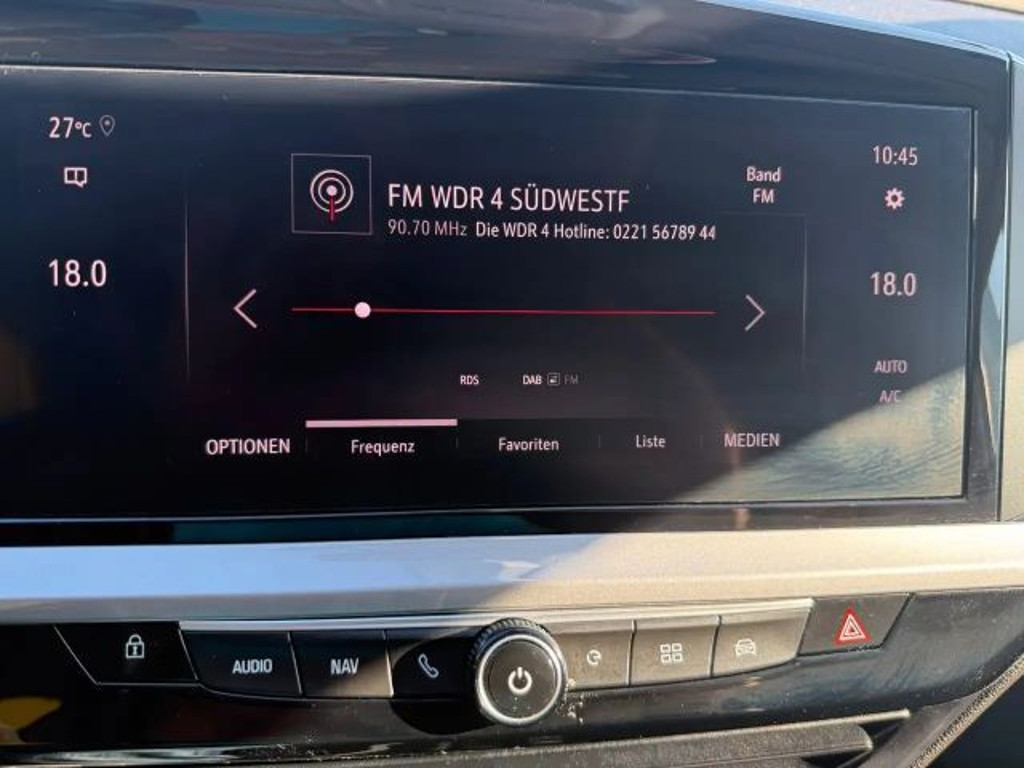 27°C
10:45
FM WDR 4 SÜDWESTF
Band
FM
90.70 MHz Die WDR 4 Hotline: 0221 56789 44
18.0
18.0
RDS
DAB FM
AUTO
A/C
OPTIONEN
Frequenz
Favoriten
Liste
MEDIEN
AUDIO
NAV